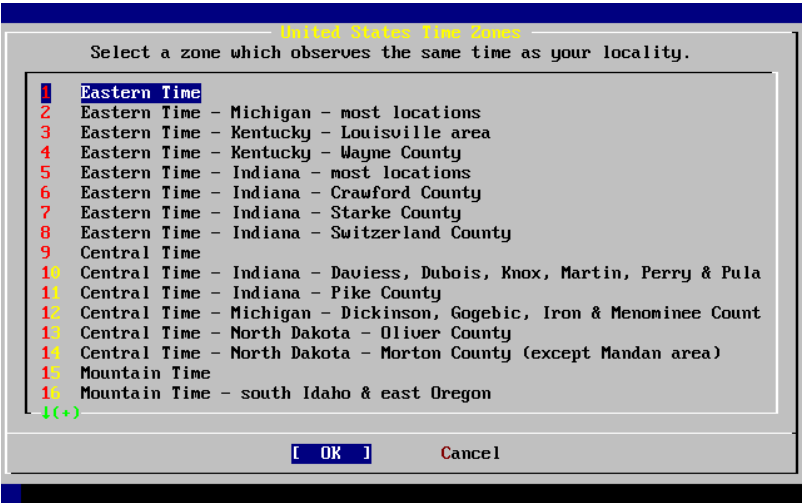 United States Time Zones
Select a zone which observes the same time as your locality.
1 Eastern Time
2 Eastern Time - Michigan - most locations
3 Eastern Time - Kentucky - Louisville area
4 Eastern Time - Kentucky - Wayne County
5 Eastern Time - Indiana - most locations
6 Eastern Time - Indiana - Crawford County
7 Eastern Time - Indiana - Starke County
8 Eastern Time - Indiana - Switzerland County
9 Central Time
10 Central Time - Indiana - Daviess, Dubois, Knox, Martin, Perry & Pula
11 Central Time - Indiana - Pike County
12 Central Time - Michigan - Dickinson, Gogebic, Iron & Menominee Count
13 Central Time - North Dakota - Oliver County
14 Central Time - North Dakota - Morton County (except Mandan area)
15 Mountain Time
16 Mountain Time - south Idaho & east Oregon
↓(+)
[ OK ] Cancel